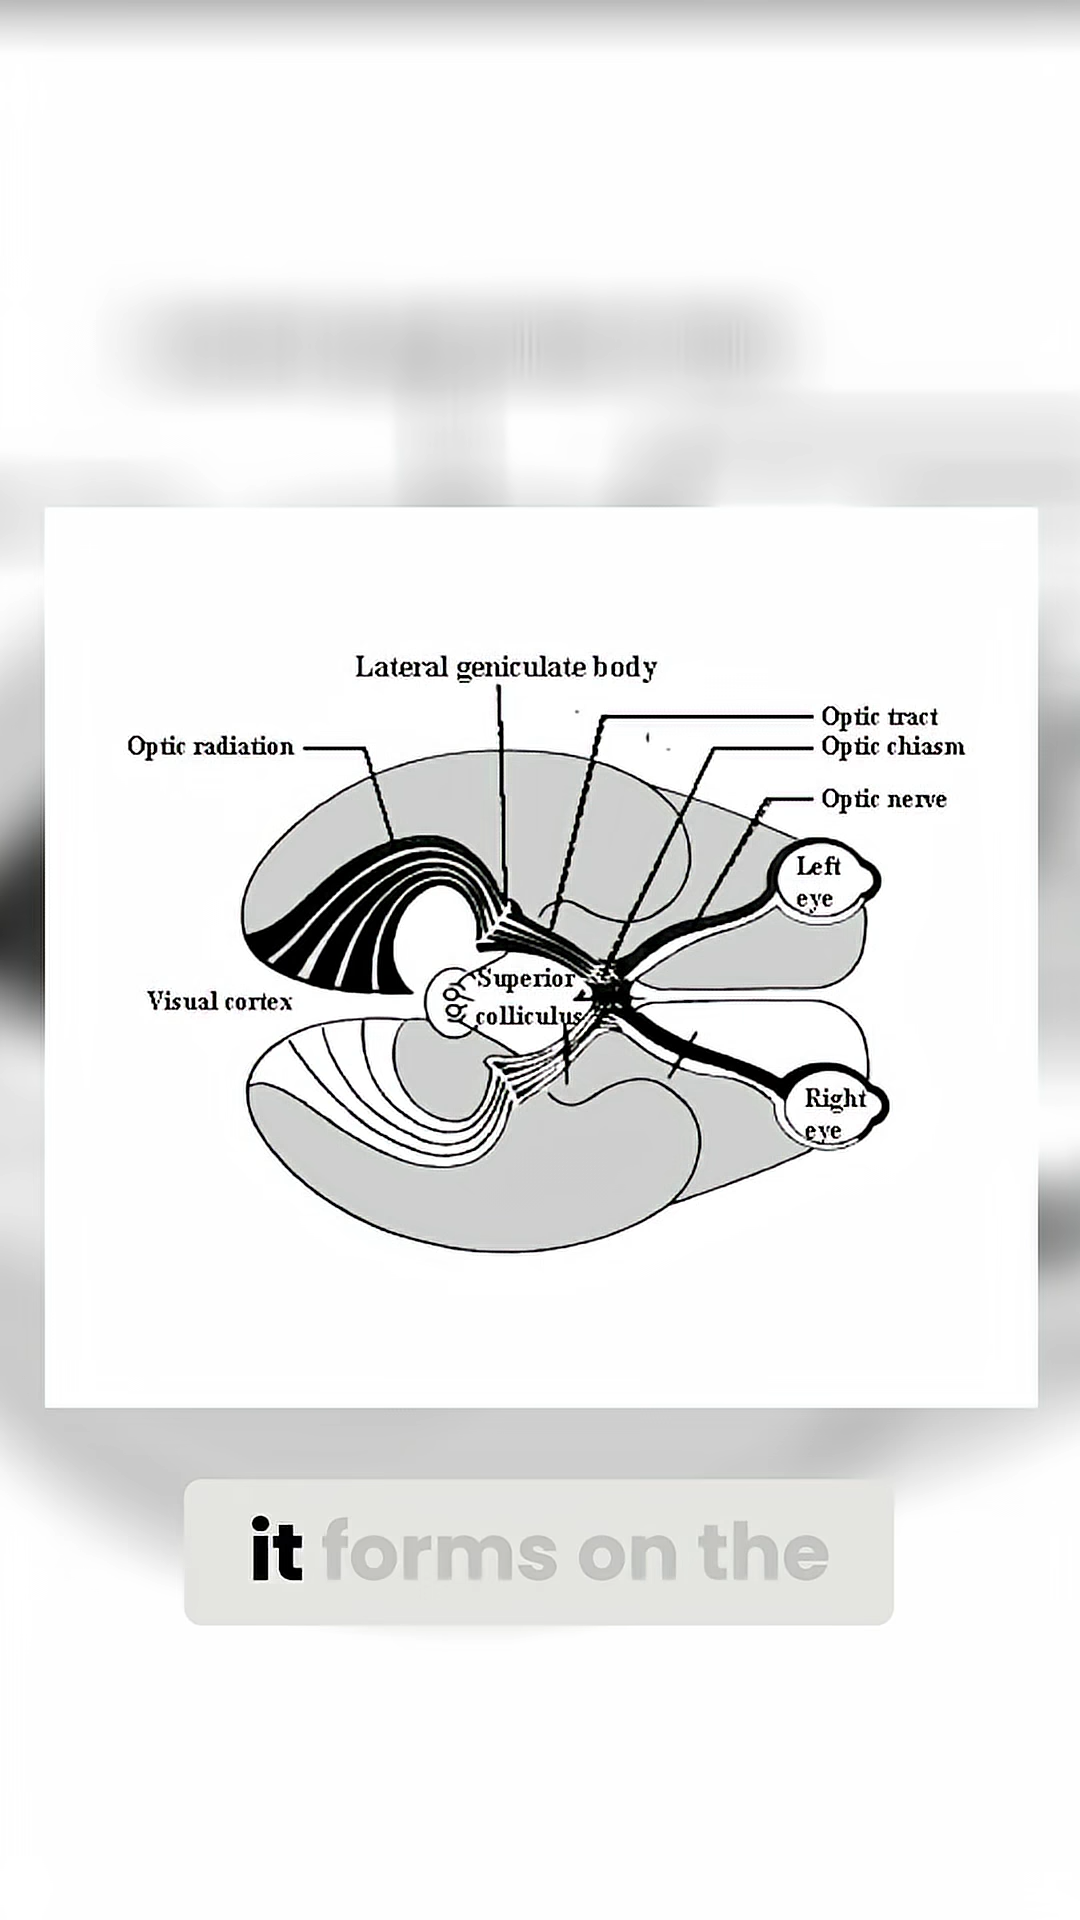 Lateral geniculate body
Optic tract
Optic radiation
Optic chiasm
Optic nerve
Left
eye
Superior
Visual cortex
colliculus
Right
eye
it forms on the